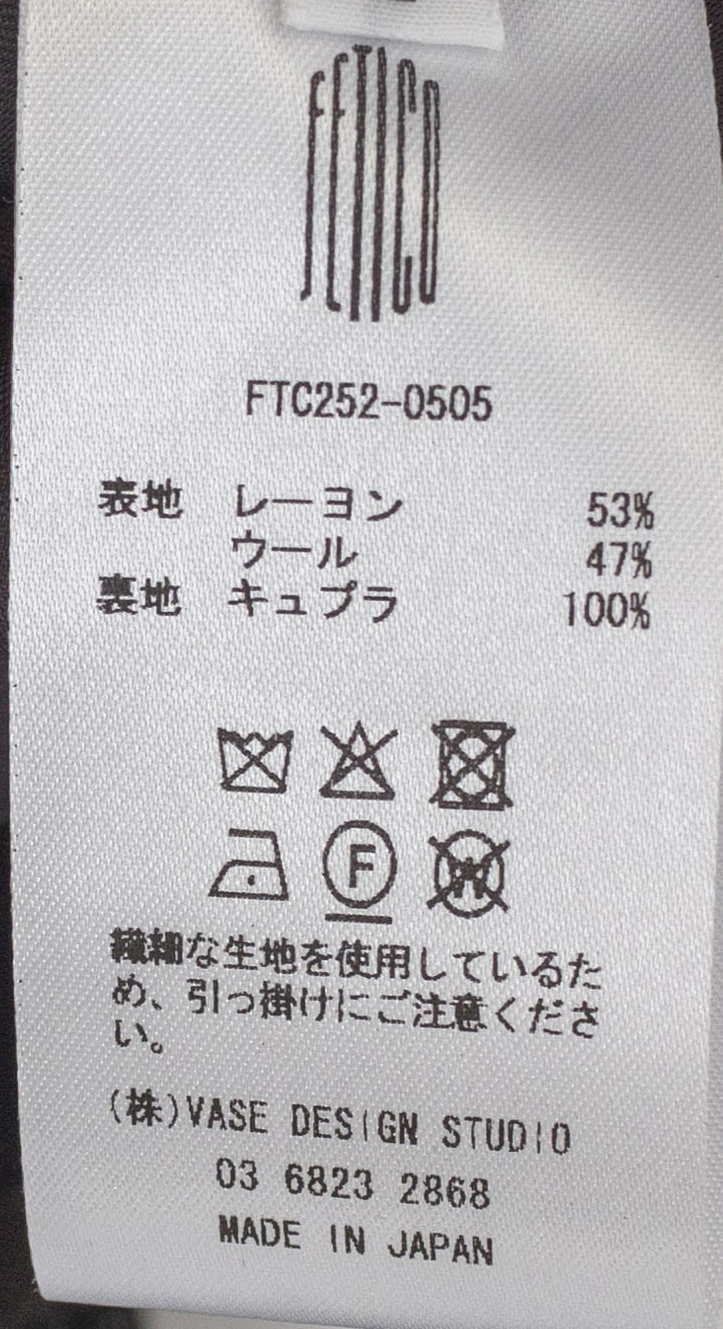 FETICO
FTC252-0505
表地 レーヨン 53%
ウール 47%
裏地 キュプラ 100%
F
W
繊細な生地を使用しているた
め、引っ掛けにご注意くださ
い。
(株)VASE DESIGN STUDIO
03 6823 2868
MADE IN JAPAN